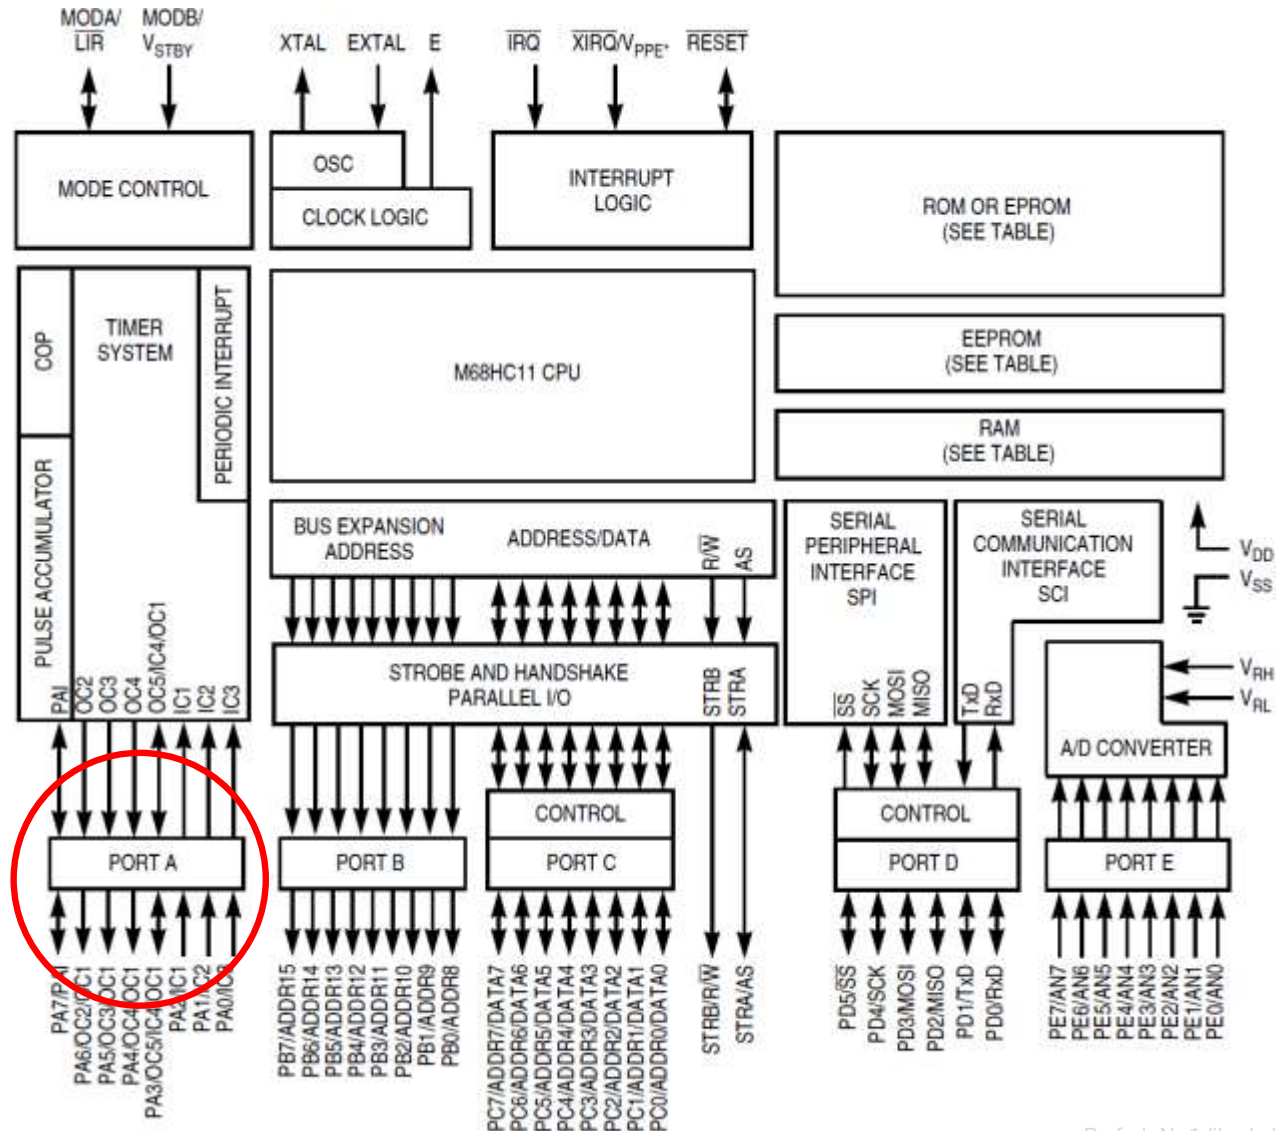 MODA/
LIR
MODB/
VSTBY
XTAL
EXTAL
E
IRQ
XIRQ/VPPE*
RESET
MODE CONTROL
OSC
CLOCK LOGIC
INTERRUPT
LOGIC
ROM OR EPROM
(SEE TABLE)
COP
TIMER
SYSTEM
PERIODIC INTERRUPT
M68HC11 CPU
EEPROM
(SEE TABLE)
RAM
(SEE TABLE)
PULSE ACCUMULATOR
BUS EXPANSION
ADDRESS
ADDRESS/DATA
R/W
AS
SERIAL
PERIPHERAL
INTERFACE
SPI
SERIAL
COMMUNICATION
INTERFACE
SCI
VDD
VSS
PAI
OC2
OC3
OC4
OC5/IC4/OC1
IC1
IC2
IC3
STROBE AND HANDSHAKE
PARALLEL I/O
STRB
STRA
SS
SCK
MOSI
MISO
TxD
RxD
VRH
VRL
A/D CONVERTER
CONTROL
CONTROL
PORT A
PORT B
PORT C
PORT D
PORT E
PA7/PAI
PA6/OC2/OC1
PA5/OC3/OC1
PA4/OC4/OC1
PA3/OC5/IC4/OC1
PA2/IC1
PA1/IC2
PA0/IC3
PB7/ADDR15
PB6/ADDR14
PB5/ADDR13
PB4/ADDR12
PB3/ADDR11
PB2/ADDR10
PB1/ADDR9
PB0/ADDR8
PC7/ADDR7/DATA7
PC6/ADDR6/DATA6
PC5/ADDR5/DATA5
PC4/ADDR4/DATA4
PC3/ADDR3/DATA3
PC2/ADDR2/DATA2
PC1/ADDR1/DATA1
PC0/ADDR0/DATA0
STRB/R/W
STRA/AS
PD5/SS
PD4/SCK
PD3/MOSI
PD2/MISO
PD1/TxD
PD0/RxD
PE7/AN7
PE6/AN6
PE5/AN5
PE4/AN4
PE3/AN3
PE2/AN2
PE1/AN1
PE0/AN0